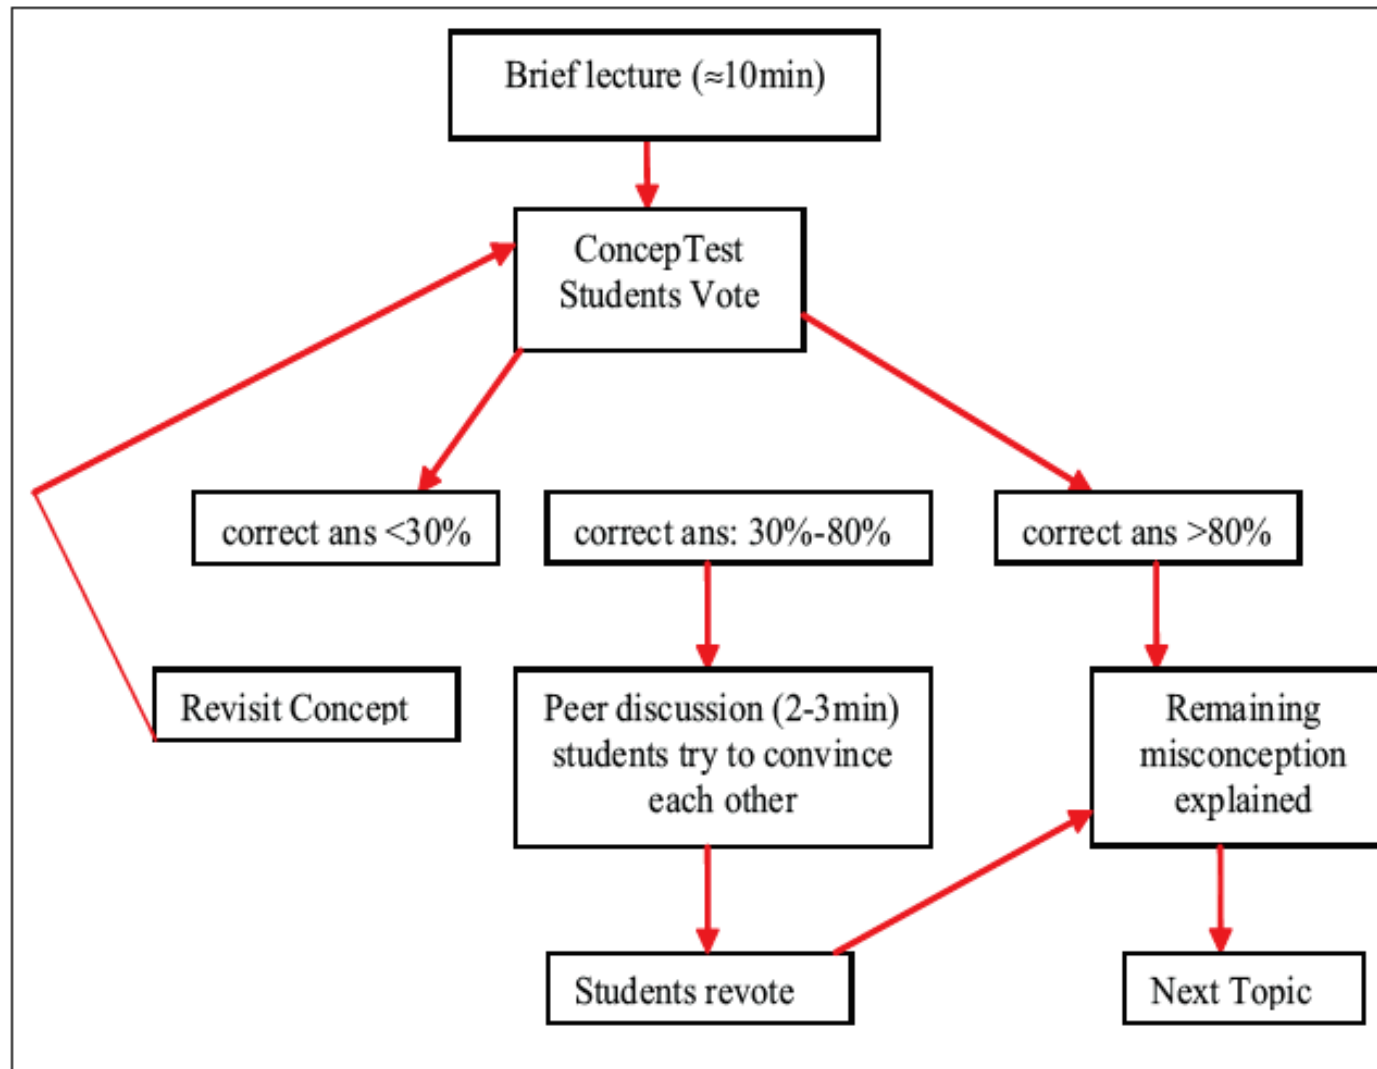 Brief lecture (≈10min)
ConcepTest
Students Vote
correct ans <30%
correct ans: 30%-80%
correct ans >80%
Revisit Concept
Peer discussion (2-3min)
students try to convince
each other
Remaining
misconception
explained
Students revote
Next Topic